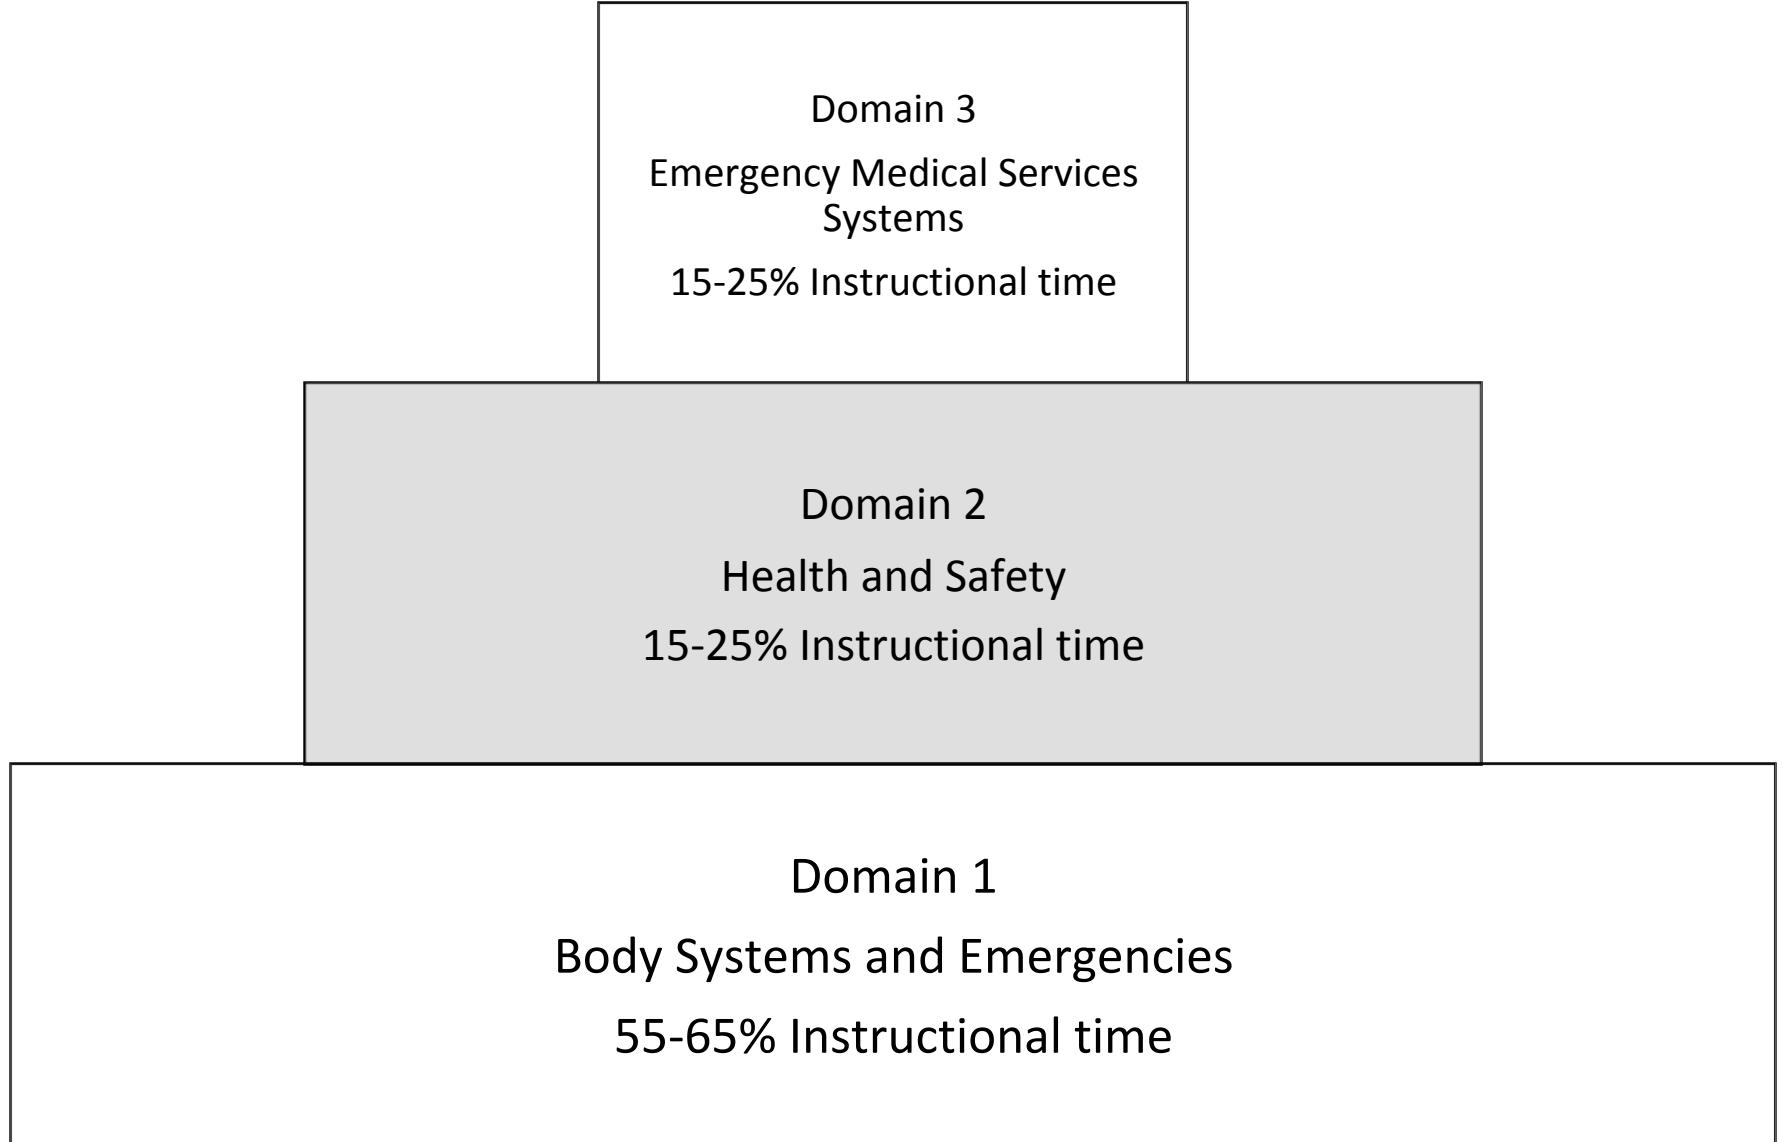 Domain 3
Emergency Medical Services
Systems
15-25% Instructional time
Domain 2
Health and Safety
15-25% Instructional time
Domain 1
Body Systems and Emergencies
55-65% Instructional time